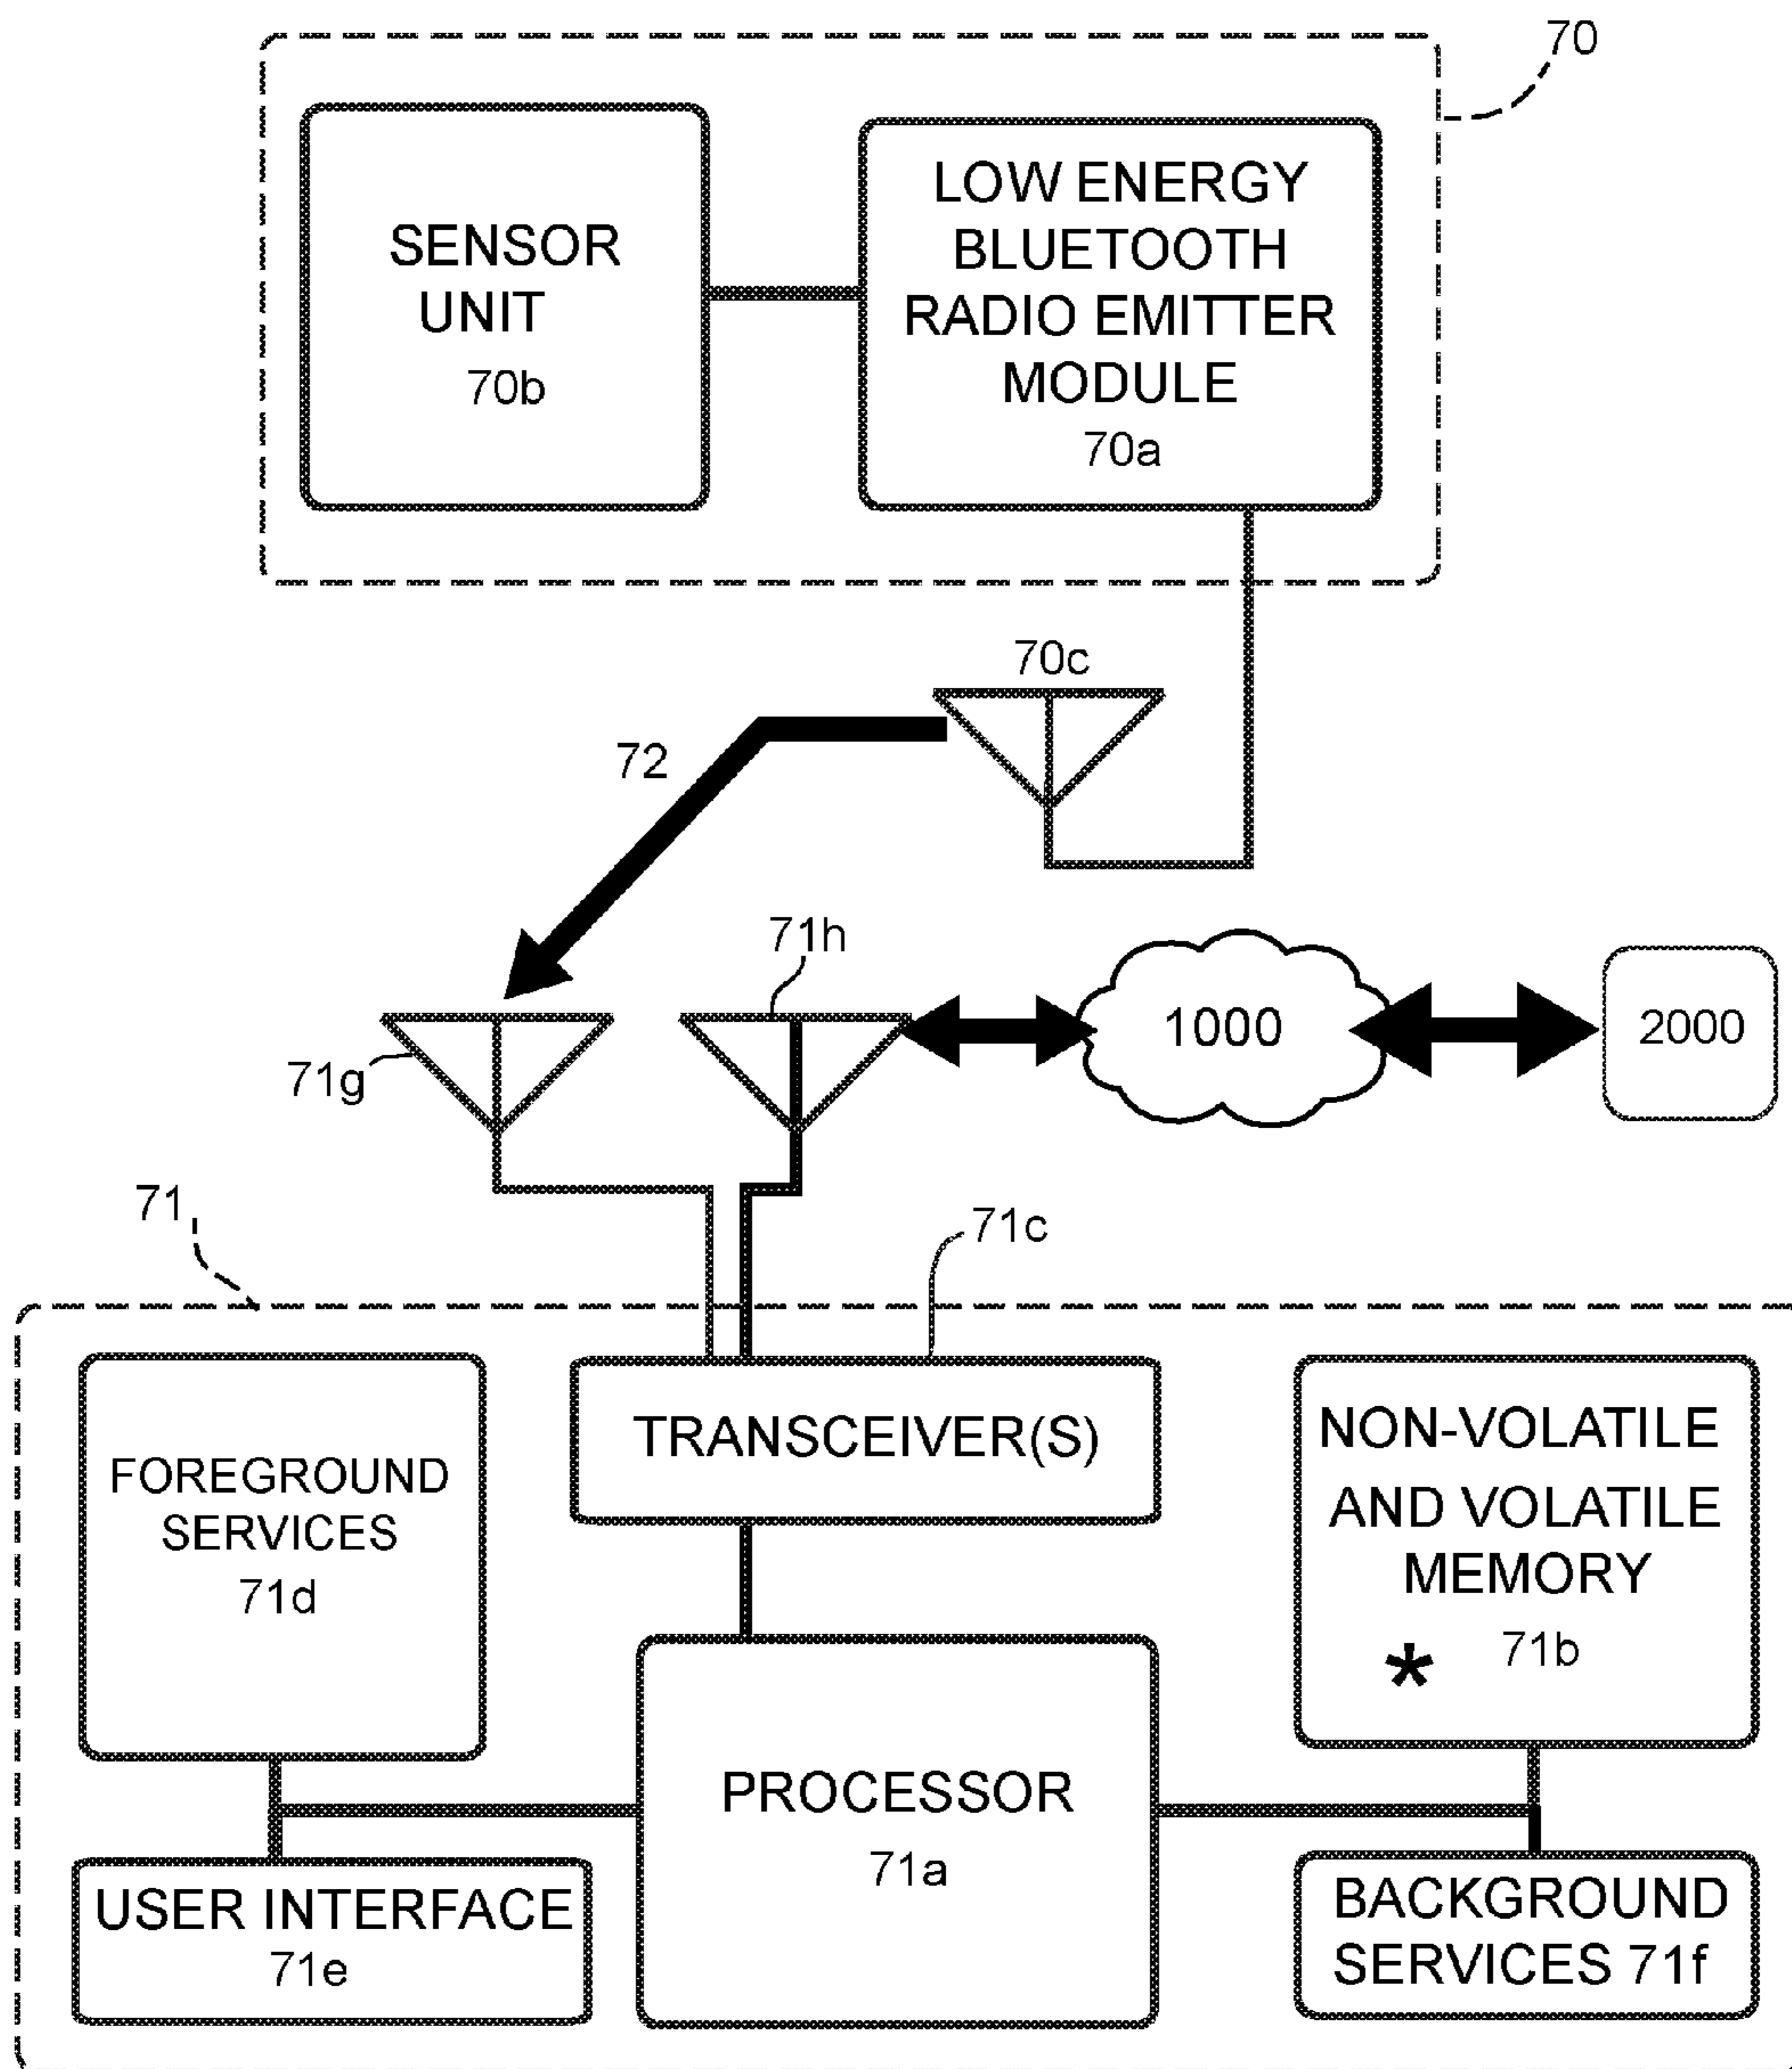 70
SENSOR
UNIT
70b
LOW ENERGY
BLUETOOTH
RADIO EMITTER
MODULE
70a
70c
72
71h
71g
1000
2000
71
71c
FOREGROUND
SERVICES
71d
TRANSCEIVER(S)
NON-VOLATILE
AND VOLATILE
MEMORY
* 71b
PROCESSOR
71a
USER INTERFACE
71e
BACKGROUND
SERVICES 71f